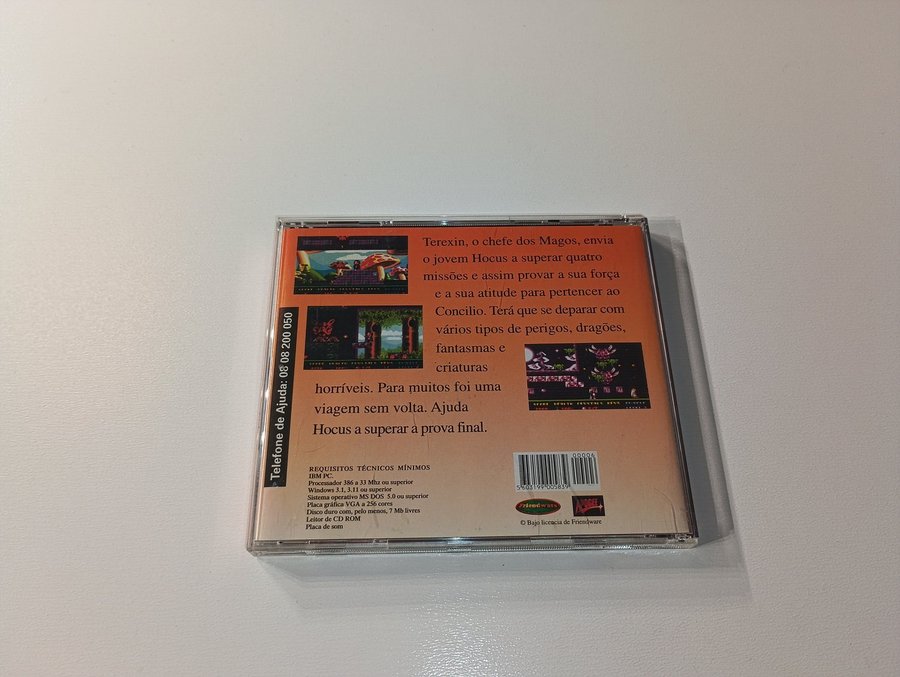 Terexin, o chefe dos Magos, envia
o jovem Hocus a superar quatro
missões e assim provar a sua força
e a sua atitude para pertencer ao
Concilio. Terá que se deparar com
vários tipos de perigos, dragões,
fantasmas e
criaturas
horríveis. Para muitos foi uma
viagem sem volta. Ajuda
Hocus a superar a prova final.
Telefone de Ajuda: 08 08 200 050
REQUISITOS TÉCNICOS MÍNIMOS
IBM PC.
Processador 386 a 33 Mhz ou superior
Windows 3.1, 3.11 ou superior
Sistema operativo MS DOS 5.0 ou superior
Placa gráfica VGA a 256 cores
Disco duro com, pelo menos, 7 Mb livres
Leitor de CD ROM
Placa de som
00006
5603199005839
Friendware
© Bajo licencia de Friendware